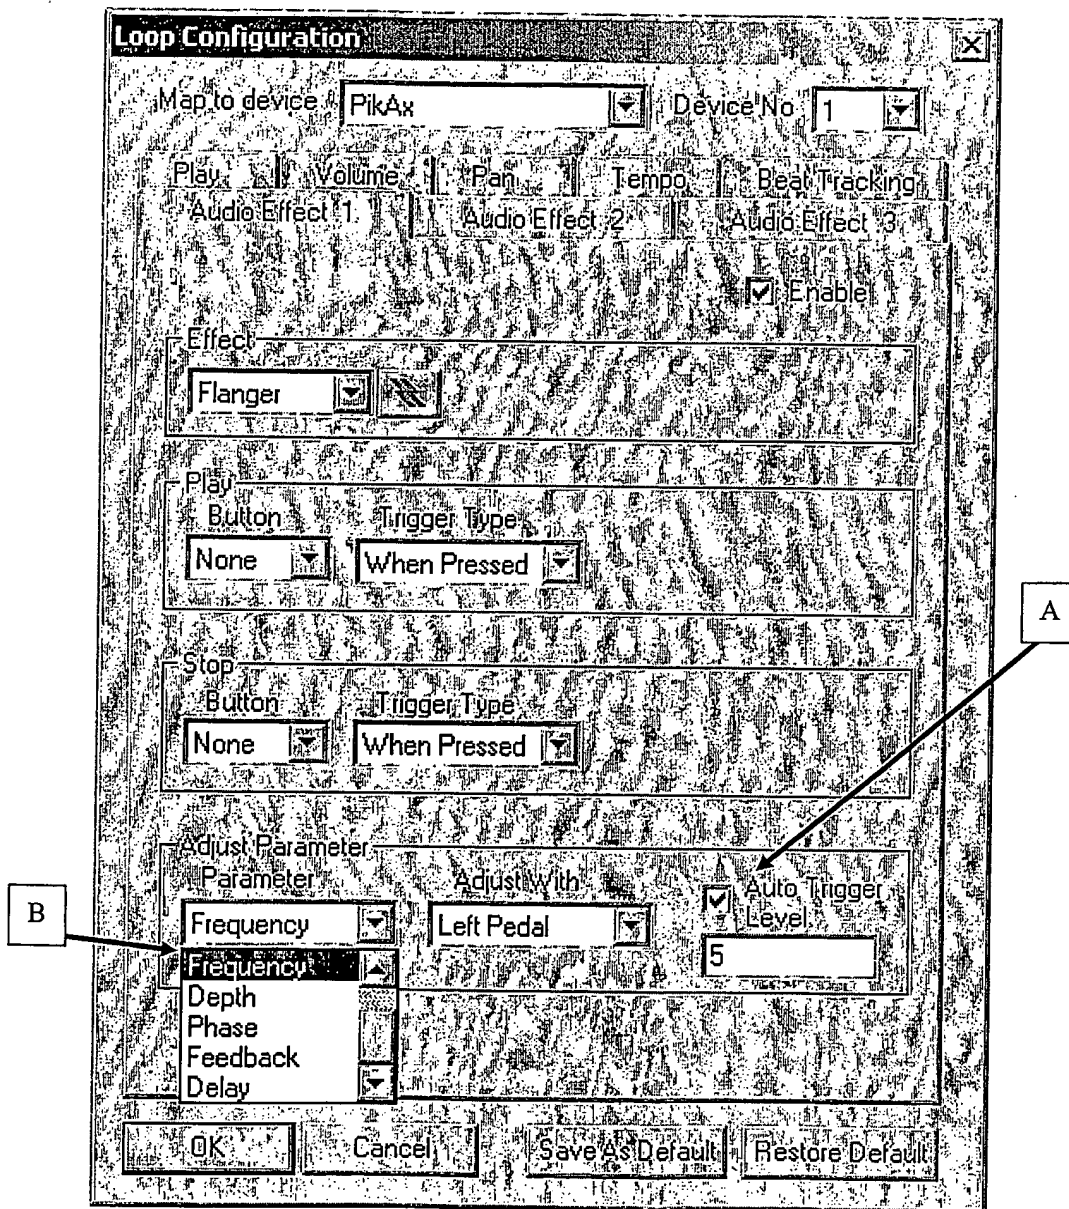 Loop Configuration
Map to device PikAx Device No 1
Play Volume Pan Tempo Beat Tracking
Audio Effect 1 Audio Effect 2 Audio Effect 3
Enable
Effect
Flanger
Play
Button Trigger Type
None When Pressed
A
Stop
Button Trigger Type
None When Pressed
Adjust Parameter
Parameter Adjust With Auto Trigger
Level
B
Frequency Left Pedal
5
Frequency
Depth
Phase
Feedback
Delay
OK Cancel Save As Default Restore Default